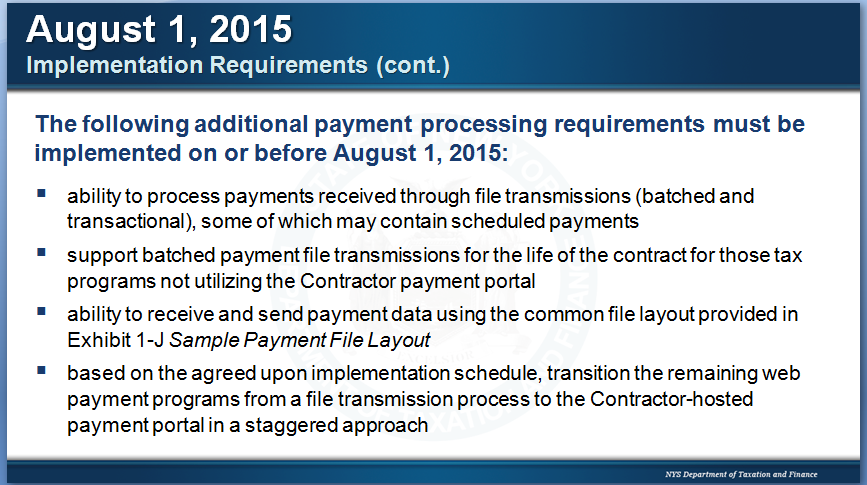 August 1, 2015
Implementation Requirements (cont.)
The following additional payment processing requirements must be
implemented on or before August 1, 2015:
▪ ability to process payments received through file transmissions (batched and
transactional), some of which may contain scheduled payments
▪ support batched payment file transmissions for the life of the contract for those tax
programs not utilizing the Contractor payment portal
▪ ability to receive and send payment data using the common file layout provided in
Exhibit 1-J Sample Payment File Layout
▪ based on the agreed upon implementation schedule, transition the remaining web
payment programs from a file transmission process to the Contractor-hosted
payment portal in a staggered approach
NYS Department of Taxation and Finance